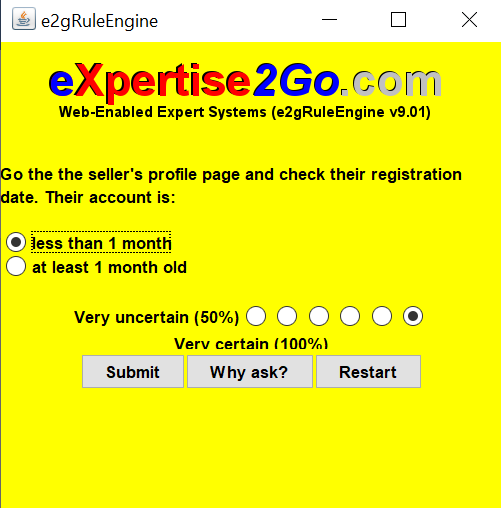 e2gRuleEngine
eXpertise2Go.com
Web-Enabled Expert Systems (e2gRuleEngine v9.01)
Go the the seller's profile page and check their registration
date. Their account is:
less than 1 month
at least 1 month old
Very uncertain (50%)
Very certain (100%)
Submit Why ask? Restart